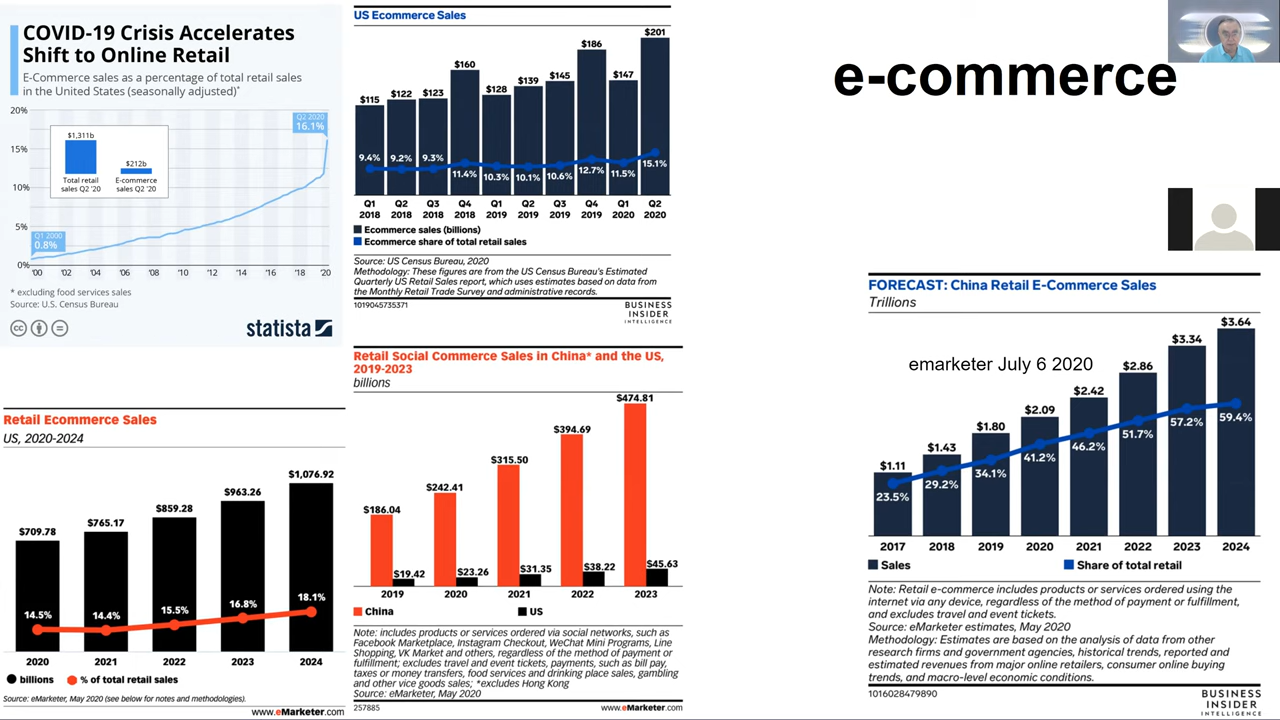 COVID-19 Crisis Accelerates
Shift to Online Retail
E-Commerce sales as a percentage of total retail sales
in the United States (seasonally adjusted)*
20%
15%
10%
5%
0%
$1,311b
$212b
Total retail
sales Q2 '20
E-commerce
sales Q2 '20
Q2 2020
16.1%
Q1 2000
0.8%
'00 '02 '04 '06 '08 '10 '12 '14 '16 '18 '20
* excluding food services sales
Source: U.S. Census Bureau
cc
statista
US Ecommerce Sales
$115 $122 $123 $160 $128 $139 $145 $186 $147 $201
9.4% 9.2% 9.3% 11.4% 10.3% 10.1% 10.6% 12.7% 11.5% 15.1%
Q1 Q2 Q3 Q4 Q1 Q2 Q3 Q4 Q1 Q2
2018 2018 2018 2018 2019 2019 2019 2019 2020 2020
Ecommerce sales (billions)
Ecommerce share of total retail sales
Source: US Census Bureau, 2020
Methodology: These figures are from the US Census Bureau's Estimated
Quarterly US Retail Sales report, which uses estimates based on data from
the Monthly Retail Trade Survey and administrative records.
1019045735371
BUSINESS
INSIDER
INTELLIGENCE
e-commerce
Retail Ecommerce Sales
US, 2020-2024
$709.78 $765.17 $859.28 $963.26 $1,076.92
14.5% 14.4% 15.5% 16.8% 18.1%
2020 2021 2022 2023 2024
billions % of total retail sales
Source: eMarketer, May 2020 (see below for notes and methodologies).
www.eMarketer.com
Retail Social Commerce Sales in China* and the US,
2019-2023
billions
$186.04 $242.41 $315.50 $394.69 $474.81
$19.42 $23.26 $31.35 $38.22 $45.63
2019 2020 2021 2022 2023
China US
Note: includes products or services ordered via social networks, such as
Facebook Marketplace, Instagram Checkout, WeChat Mini Programs, Line
Shopping, VK Market and others, regardless of the method of payment or
fulfillment; excludes travel and event tickets, payments, such as bill pay,
taxes or money transfers, food services and drinking place sales, gambling
and other vice goods sales; *excludes Hong Kong
Source: eMarketer, May 2020
257885
www.eMarketer.com
FORECAST: China Retail E-Commerce Sales
Trillions
emarketer July 6 2020
$1.11 $1.43 $1.80 $2.09 $2.42 $2.86 $3.34 $3.64
23.5% 29.2% 34.1% 41.2% 46.2% 51.7% 57.2% 59.4%
2017 2018 2019 2020 2021 2022 2023 2024
Sales Share of total retail
Note: Retail e-commerce includes products or services ordered using the
internet via any device, regardless of the method of payment or fulfillment,
and excludes travel and event tickets.
Source: eMarketer estimates, May 2020
Methodology: Estimates are based on the analysis of data from other
research firms and government agencies, historical trends, reported and
estimated revenues from major online retailers, consumer online buying
trends, and macro-level economic conditions.
1016028479890
BUSINESS
INSIDER
INTELLIGENCE